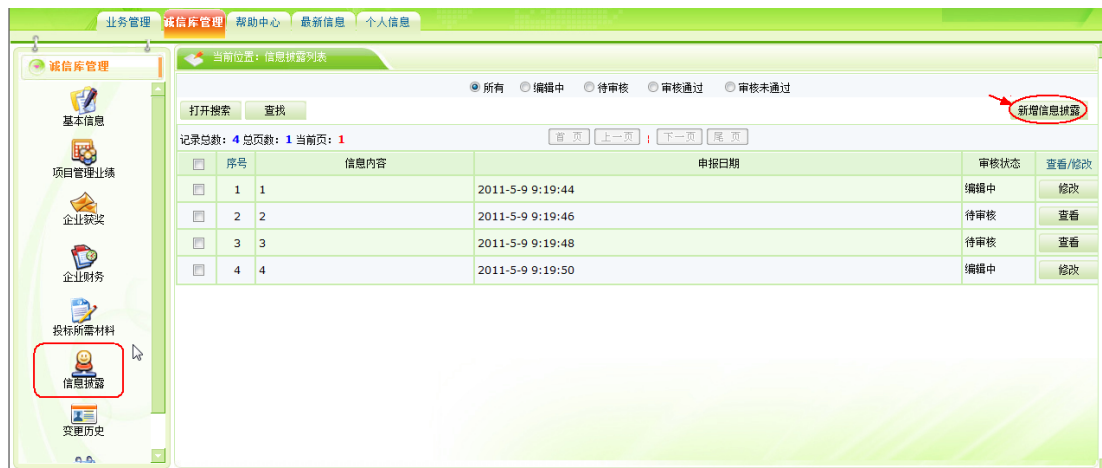 业务管理 诚信库管理 帮助中心 最新信息 个人信息
诚信库管理
基本信息
项目管理业绩
企业获奖
企业财务
投标所需材料
信息披露
变更历史
当前位置：信息披露列表
所有 编辑中 待审核 审核通过 审核未通过
打开搜索 查找 新增信息披露
记录总数：4 总页数：1 当前页：1 首 页 上一页 下一页 尾 页
序号 信息内容 申报日期 审核状态 查看/修改
1 1 2011-5-9 9:19:44 编辑中 修改
2 2 2011-5-9 9:19:46 待审核 查看
3 3 2011-5-9 9:19:48 待审核 查看
4 4 2011-5-9 9:19:50 编辑中 修改